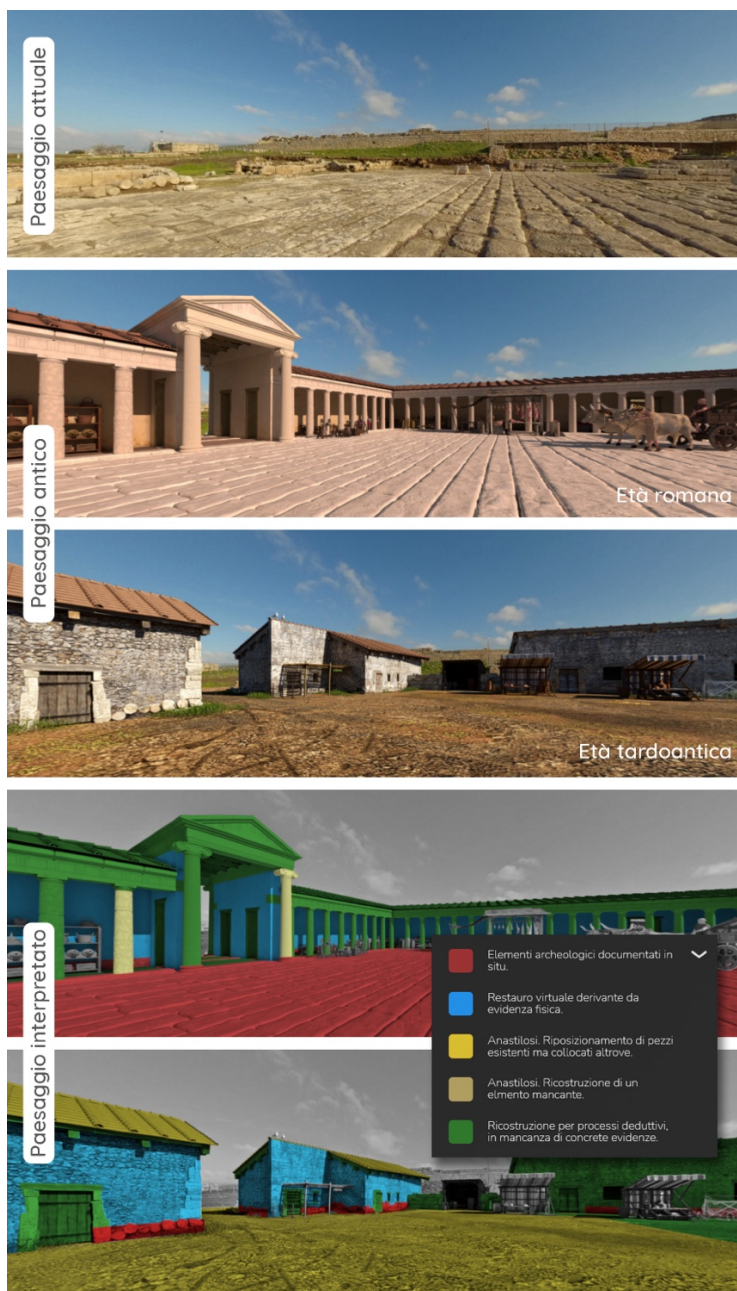 Paesaggio attuale
Paesaggio antico
Età romana
Età tardoantica
Paesaggio interpretato
Elementi archeologici documentati in
situ.
Restauro virtuale derivante da
evidenza fisica.
Anastilosi. Riposizionamento di pezzi
esistenti ma collocati altrove.
Anastilosi. Ricostruzione di un
elmento mancante.
Ricostruzione per processi deduttivi,
in mancanza di concrete evidenze.